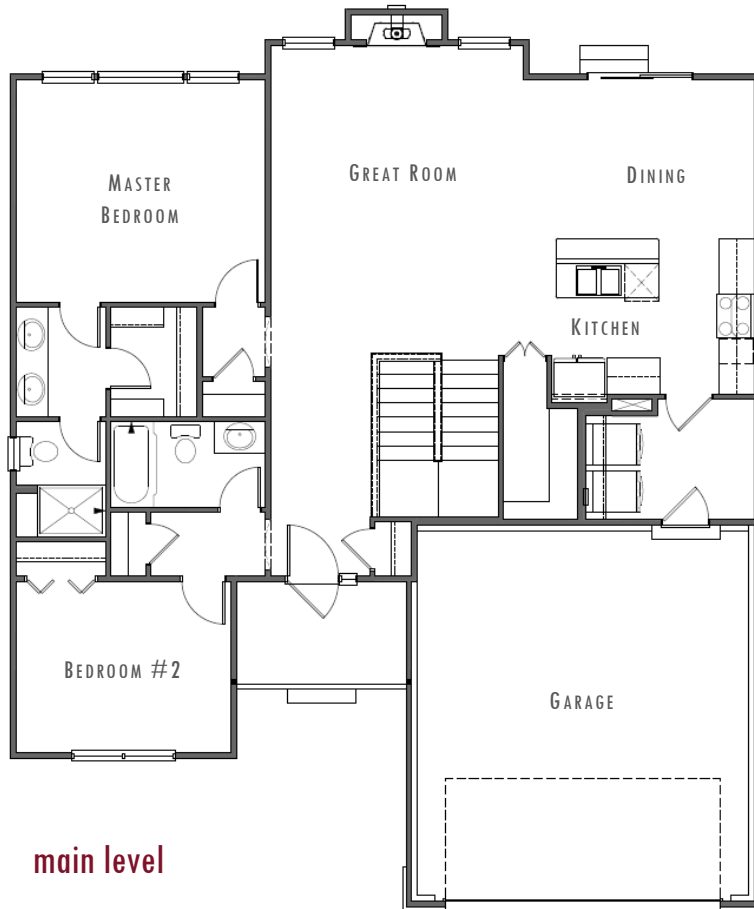 Great Room
Dining
Master
Bedroom
Kitchen
Bedroom #2
Garage
main level